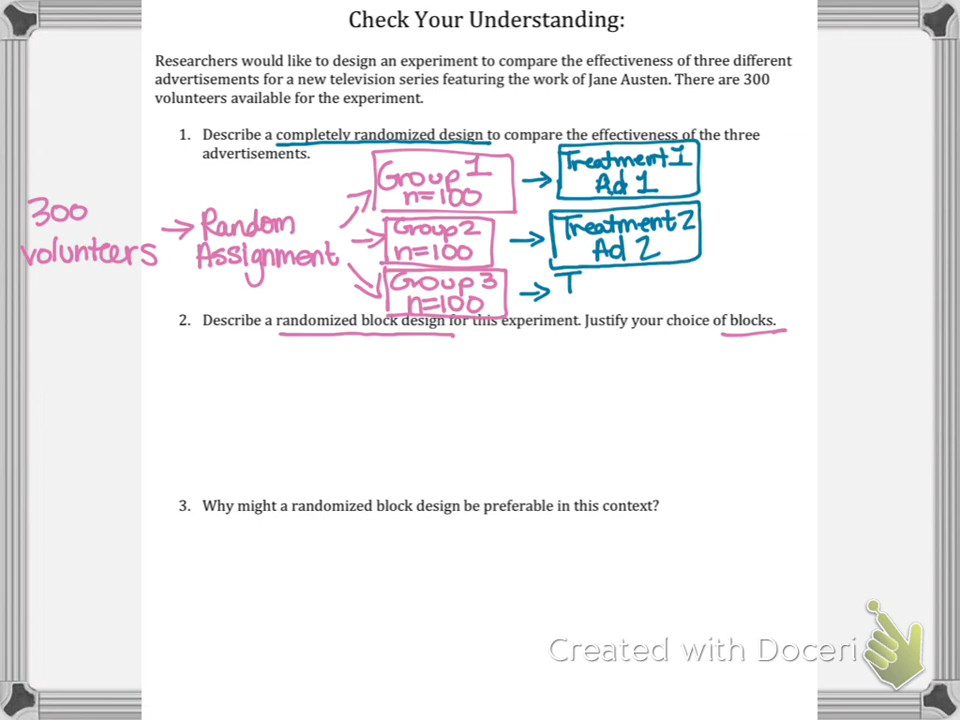 Check Your Understanding:
Researchers would like to design an experiment to compare the effectiveness of three different
advertisements for a new television series featuring the work of Jane Austen. There are 300
volunteers available for the experiment.
1. Describe a completely randomized design to compare the effectiveness of the three
advertisements.
300
volunteers
→ Random
Assignment
Group 1
n=100
→ Treatment 1
Ad 1
Group 2
n=100
→ Treatment 2
Ad 2
Group 3
n=100
→ T
2. Describe a randomized block design for this experiment. Justify your choice of blocks.
3. Why might a randomized block design be preferable in this context?
Created with Doceri